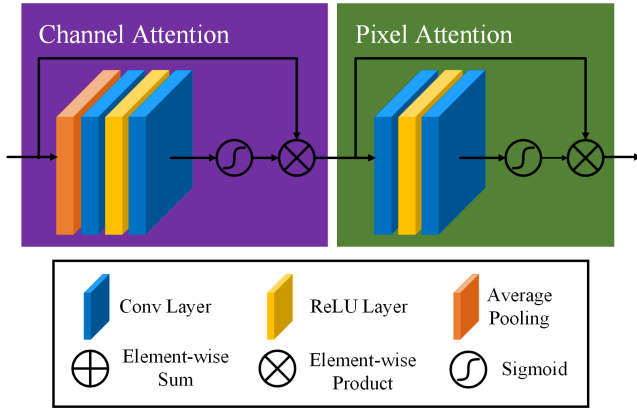 Channel Attention
Pixel Attention
Conv Layer
ReLU Layer
Average
Pooling
Element-wise
Sum
Element-wise
Product
Sigmoid